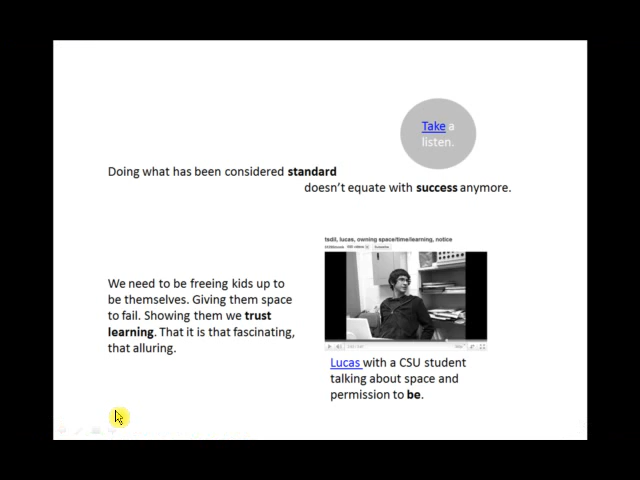 Take a
listen.
Doing what has been considered standard
doesn't equate with success anymore.
tsdil, lucas, owning space/time/learning, notice
We need to be freeing kids up to
be themselves. Giving them space
to fail. Showing them we trust
learning. That it is that fascinating,
that alluring.
Lucas with a CSU student
talking about space and
permission to be.